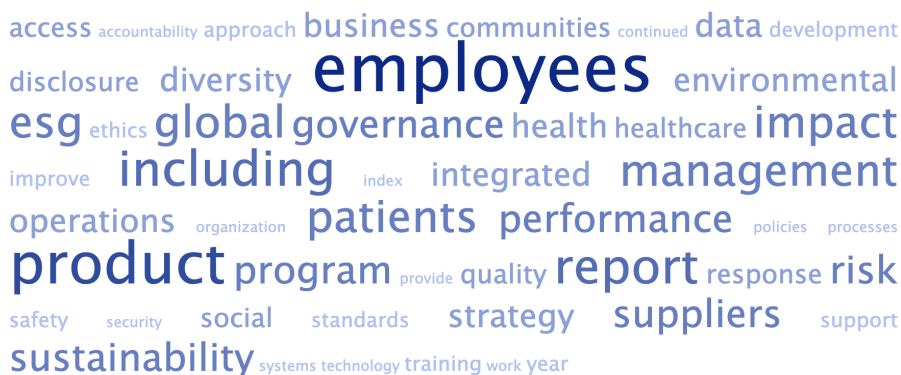 access accountability approach business communities continued data development
disclosure diversity employees environmental
esg ethics global governance health healthcare impact
improve including index integrated management
operations organization patients performance policies processes
product program provide quality report response risk
safety security social standards strategy suppliers support
sustainability systems technology training work year